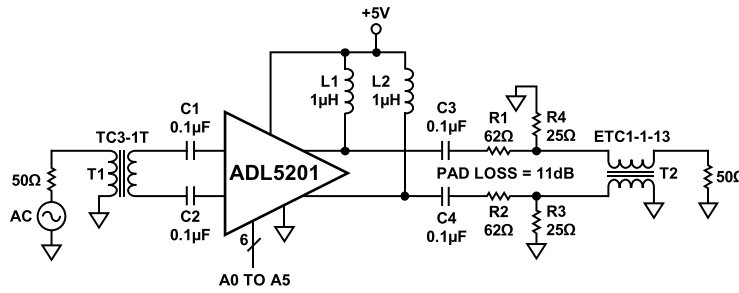 +5V
L1
1µH
L2
1µH
C1
0.1µF
TC3-1T
T1
50Ω
AC
C2
0.1µF
ADL5201
6
A0 TO A5
C3
0.1µF
R1
62Ω
R4
25Ω
ETC1-1-13
PAD LOSS = 11dB
T2
C4
0.1µF
R2
62Ω
R3
25Ω
50Ω